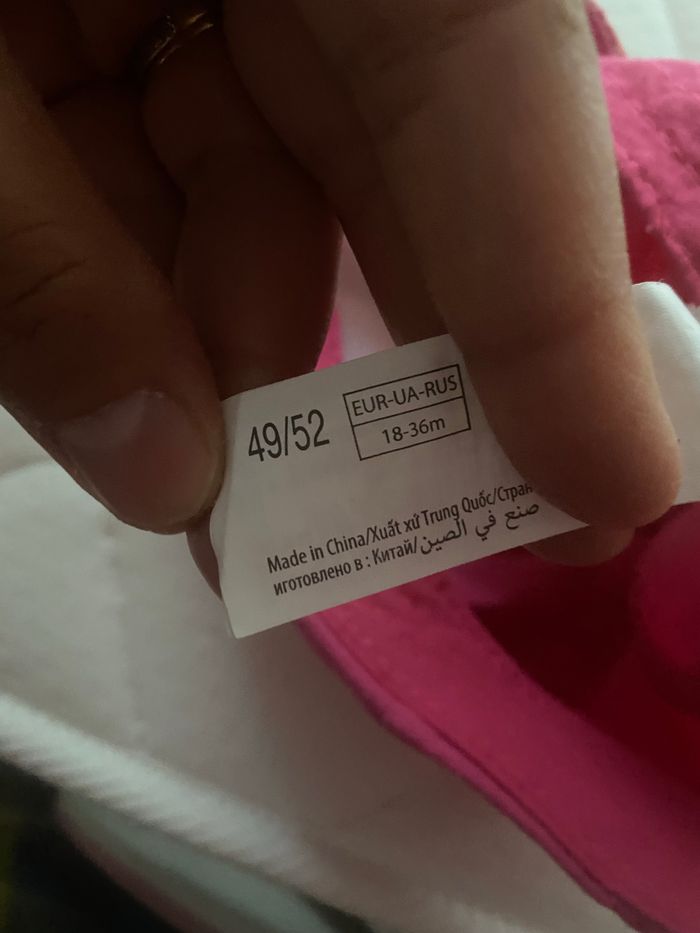 49/52
EUR-UA-RUS
18-36m
Made in China/Xuất xứ Trung Quốc/Стран
иготовлено в : Китай/صنع في الصين